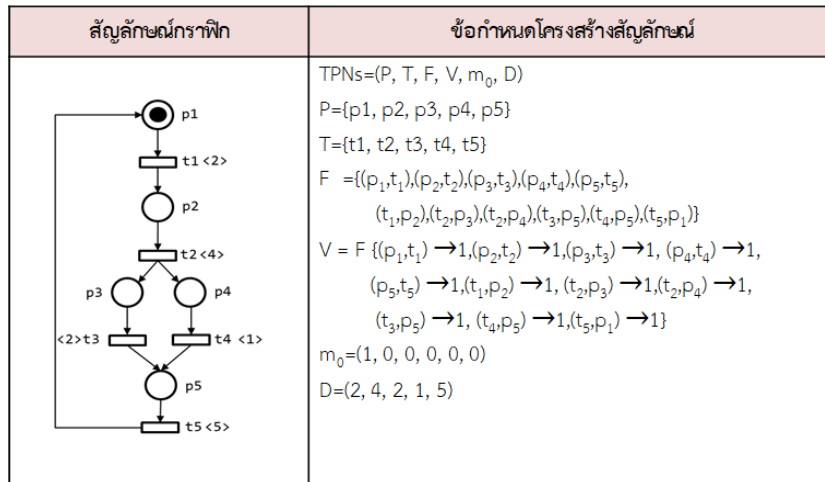 สัญลักษณ์กราฟิก
ข้อกำหนดโครงสร้างสัญลักษณ์
p1
t1 <2>
p2
t2<4>
p3
p4
<2>t3
t4 <1>
p5
t5<5>
TPNs=(P, T, F, V, m₀, D)
P={p1, p2, p3, p4, p5}
T={t1, t2, t3, t4, t5}
F ={(p₁,t₁),(p₂,t₂),(p₃,t₃),(p₄,t₄),(p₅,t₅),
(t₁,p₂),(t₂,p₃),(t₂,p₄),(t₃,p₅),(t₄,p₅),(t₅,p₁)}
V = F {(p₁,t₁) →1,(p₂,t₂) →1,(p₃,t₃) →1, (p₄,t₄) →1,
(p₅,t₅) →1,(t₁,p₂) →1, (t₂,p₃) →1,(t₂,p₄) →1,
(t₃,p₅) →1, (t₄,p₅) →1,(t₅,p₁) →1}
m₀=(1, 0, 0, 0, 0, 0)
D=(2, 4, 2, 1, 5)